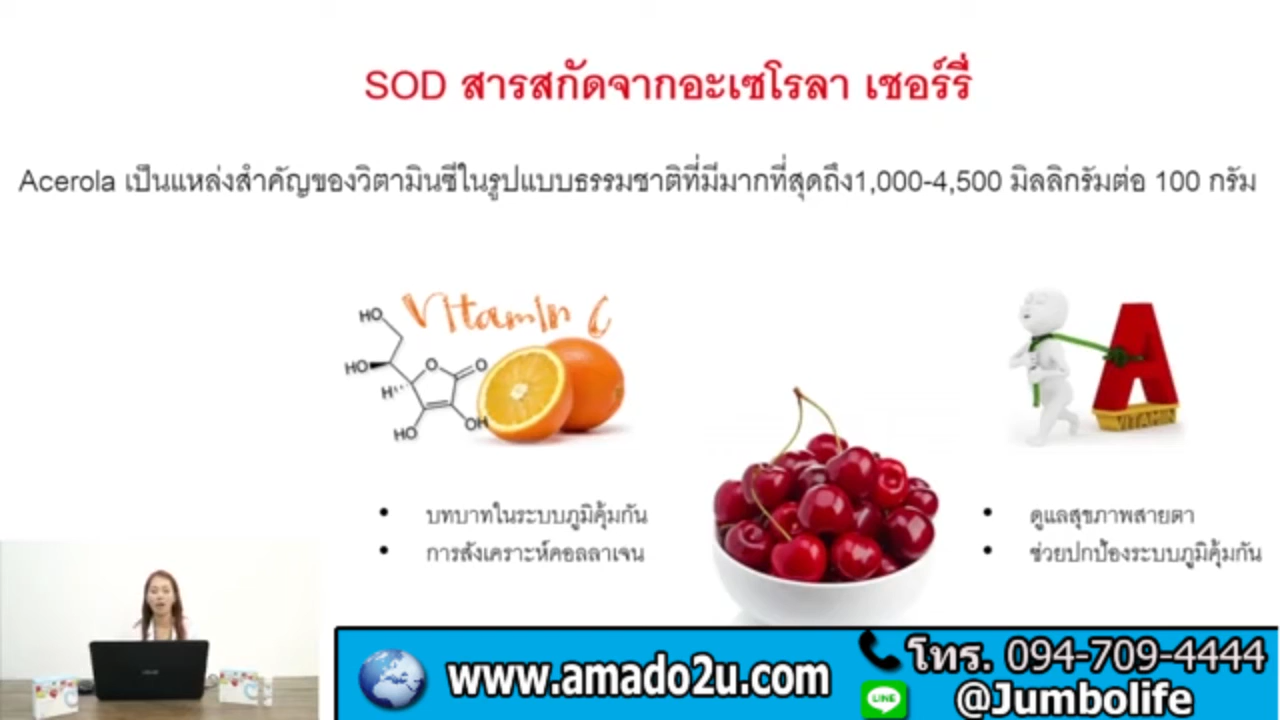 SOD สารสกัดจากอะเซโรลา เชอร์รี่
Acerola เป็นแหล่งสำคัญของวิตามินซีในรูปแบบธรรมชาติที่มีมากที่สุดถึง1,000-4,500 มิลลิกรัมต่อ 100 กรัม
Vitamin C
HO
HO
O
O
H
HO
OH
A
VITAMIN
• บทบาทในระบบภูมิคุ้มกัน
• การสังเคราะห์คอลลาเจน
• ดูแลสุขภาพสายตา
• ช่วยปกป้องระบบภูมิคุ้มกัน
www.amado2u.com
โทร. 094-709-4444
LINE
@Jumbolife